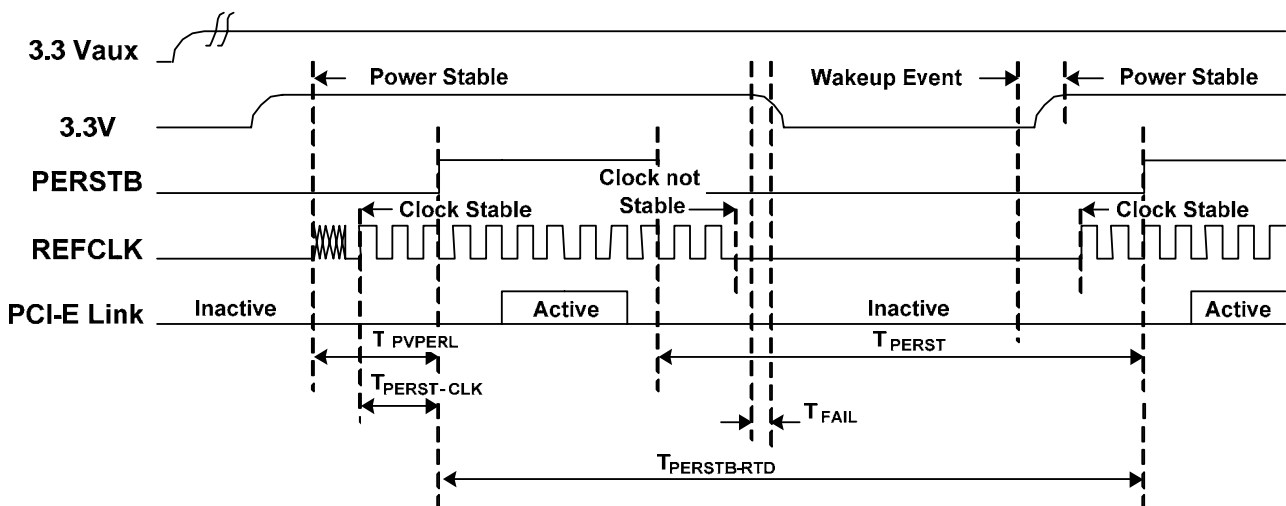 3.3 Vaux
Power Stable
Wakeup Event
Power Stable
3.3V
PERSTB
Clock not
Stable
Clock Stable
Clock Stable
REFCLK
PCI-E Link
Inactive
Active
Inactive
Active
T PVPERL
T PERST
T PERST-CLK
T FAIL
T PERSTB-RTD